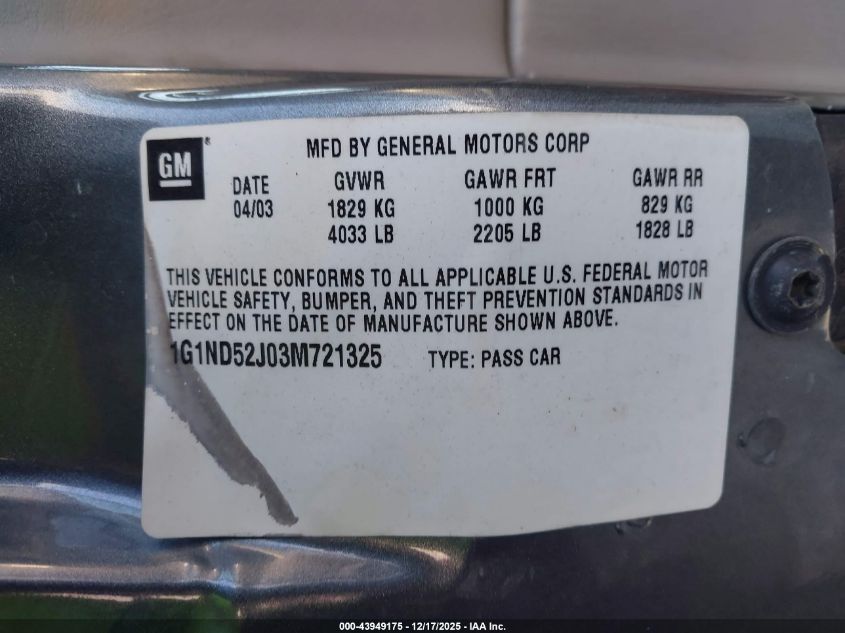 GM®
MFD BY GENERAL MOTORS CORP
DATE GVWR GAWR FRT GAWR RR
04/03 1829 KG 1000 KG 829 KG
4033 LB 2205 LB 1828 LB
THIS VEHICLE CONFORMS TO ALL APPLICABLE U.S. FEDERAL MOTOR
VEHICLE SAFETY, BUMPER, AND THEFT PREVENTION STANDARDS IN
EFFECT ON THE DATE OF MANUFACTURE SHOWN ABOVE.
1G1ND52J03M721325 TYPE: PASS CAR
000-43949175 - 12/17/2025 - IAA Inc.